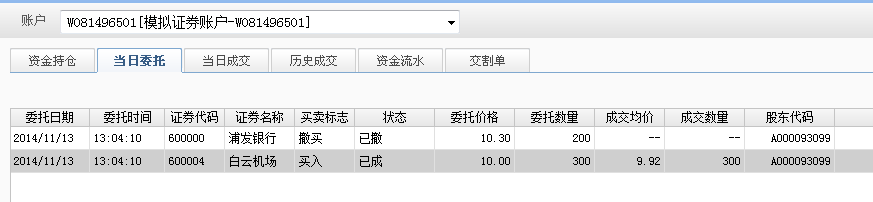 账户 W081496501[模拟证券账户-W081496501]
资金持仓 当日委托 当日成交 历史成交 资金流水 交割单
委托日期 委托时间 证券代码 证券名称 买卖标志 状态 委托价格 委托数量 成交均价 成交数量 股东代码
2014/11/13 13:04:10 600000 浦发银行 撤买 已撤 10.30 200 -- -- A000093099
2014/11/13 13:04:10 600004 白云机场 买入 已成 10.00 300 9.92 300 A000093099